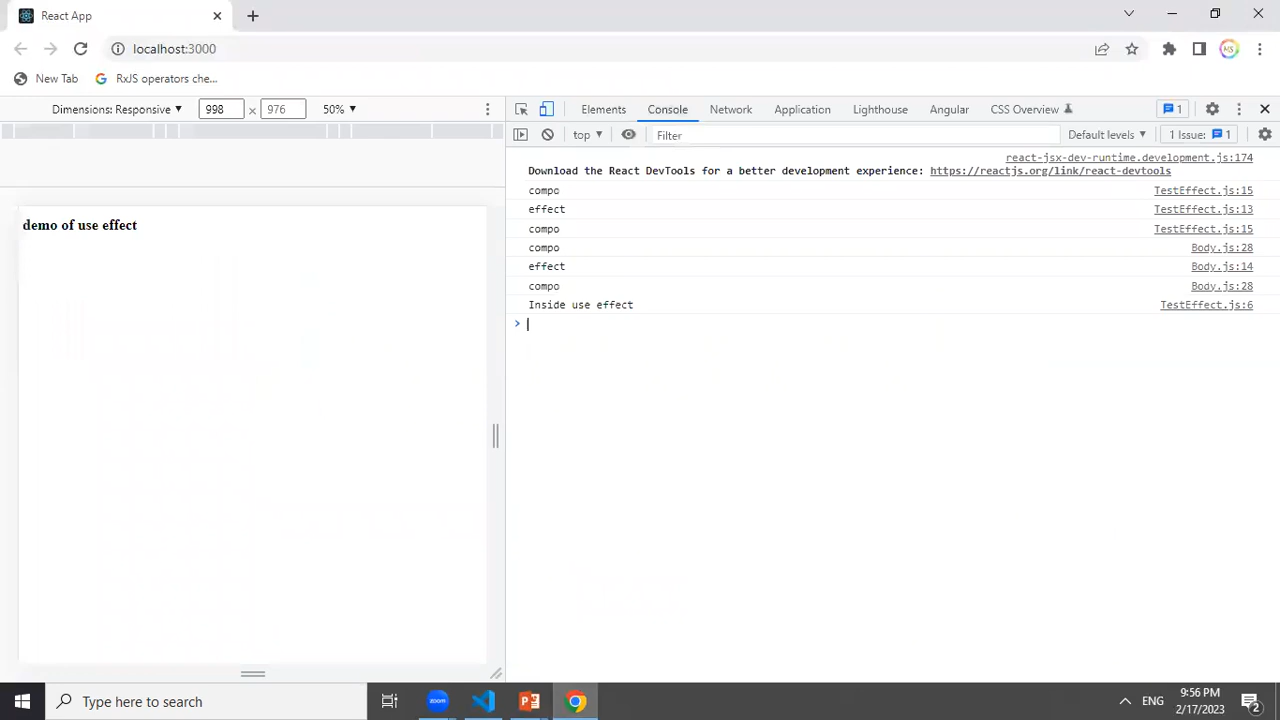 React App
localhost:3000
MS
New Tab
RxJS operators che...
Dimensions: Responsive ▼ 998 × 976 50% ▼
Elements Console Network Application Lighthouse Angular CSS Overview 1
top ▼ Filter Default levels ▼ 1 Issue: 1
react-jsx-dev-runtime.development.js:174
Download the React DevTools for a better development experience: https://reactjs.org/link/react-devtools
compo TestEffect.js:15
effect TestEffect.js:13
compo TestEffect.js:15
compo Body.js:28
effect Body.js:14
compo Body.js:28
Inside use effect TestEffect.js:6
demo of use effect
Type here to search
zoom
ENG
9:56 PM
2/17/2023
2